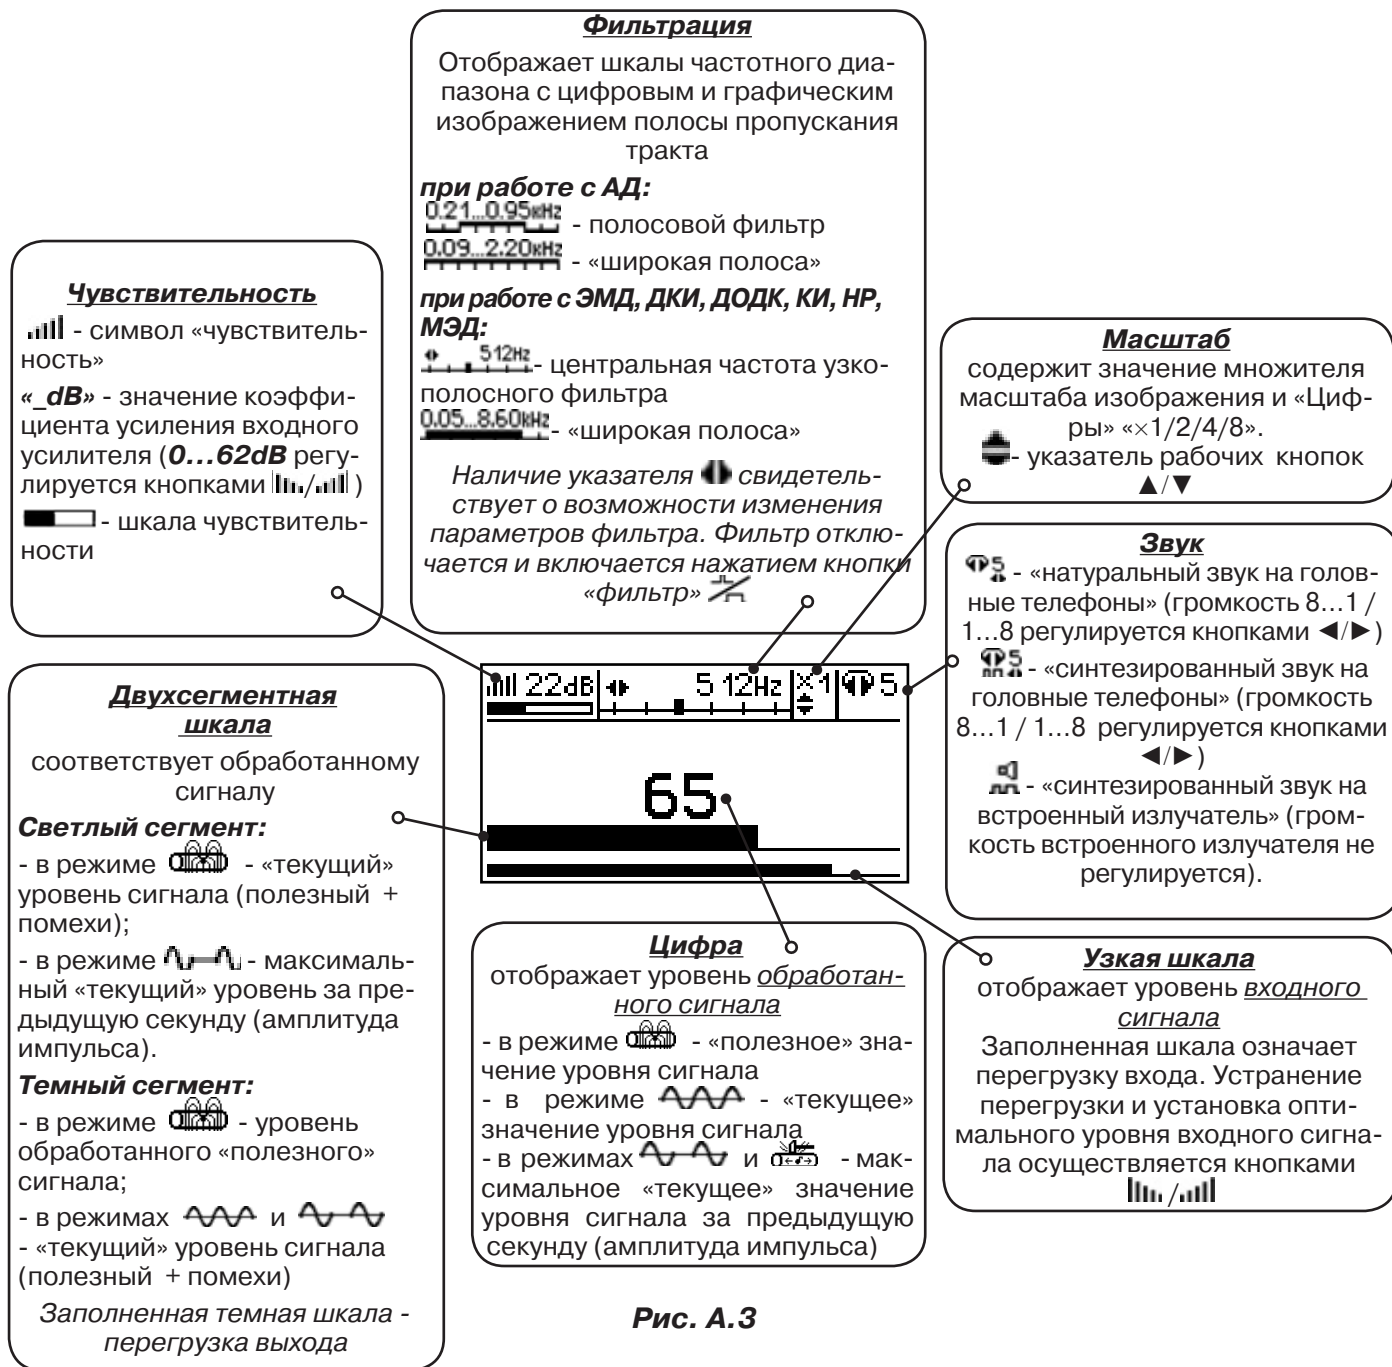 Фильтрация
Отображает шкалы частотного диа-
пазона с цифровым и графическим
изображением полосы пропускания
тракта
при работе с АД:
0.21...0.95кHz - полосовой фильтр
0.09...2.20кHz - «широкая полоса»
при работе с ЭМД, ДКИ, ДОДК, КИ, НР,
МЭД:
512Hz - центральная частота узко-
полосного фильтра
0.05...8.60кHz - «широкая полоса»
Наличие указателя ◀▶ свидетель-
ствует о возможности изменения
параметров фильтра. Фильтр отклю-
чается и включается нажатием кнопки
«фильтр»
Чувствительность
- символ «чувствитель-
ность»
«_dB» - значение коэффи-
циента усиления входного
усилителя (0...62dB регу-
лируется кнопками / )
- шкала чувствитель-
ности
Масштаб
содержит значение множителя
масштаба изображения и «Циф-
ры» «×1/2/4/8».
- указатель рабочих кнопок
▲/▼
Звук
5 - «натуральный звук на голов-
ные телефоны» (громкость 8...1 /
1...8 регулируется кнопками ◄/►)
5 - «синтезированный звук на
головные телефоны» (громкость
8...1 / 1...8 регулируется кнопками
◄/►)
- «синтезированный звук на
встроенный излучатель» (гром-
кость встроенного излучателя не
регулируется).
22dB 512Hz ×1 5
65
Двухсегментная
шкала
соответствует обработанному
сигналу
Светлый сегмент:
- в режиме - «текущий»
уровень сигнала (полезный +
помехи);
- в режиме - максималь-
ный «текущий» уровень за пре-
дыдущую секунду (амплитуда
импульса).
Темный сегмент:
- в режиме - уровень
обработанного «полезного»
сигнала;
- в режимах и
- «текущий» уровень сигнала
(полезный + помехи)
Заполненная темная шкала -
перегрузка выхода
Цифра
отображает уровень обработан-
ного сигнала
- в режиме - «полезное» зна-
чение уровня сигнала
- в режиме - «текущее»
значение уровня сигнала
- в режимах и - мак-
симальное «текущее» значение
уровня сигнала за предыдущую
секунду (амплитуда импульса)
Узкая шкала
отображает уровень входного
сигнала
Заполненная шкала означает
перегрузку входа. Устранение
перегрузки и установка опти-
мального уровня входного сигна-
ла осуществляется кнопками
/
Рис. А.3